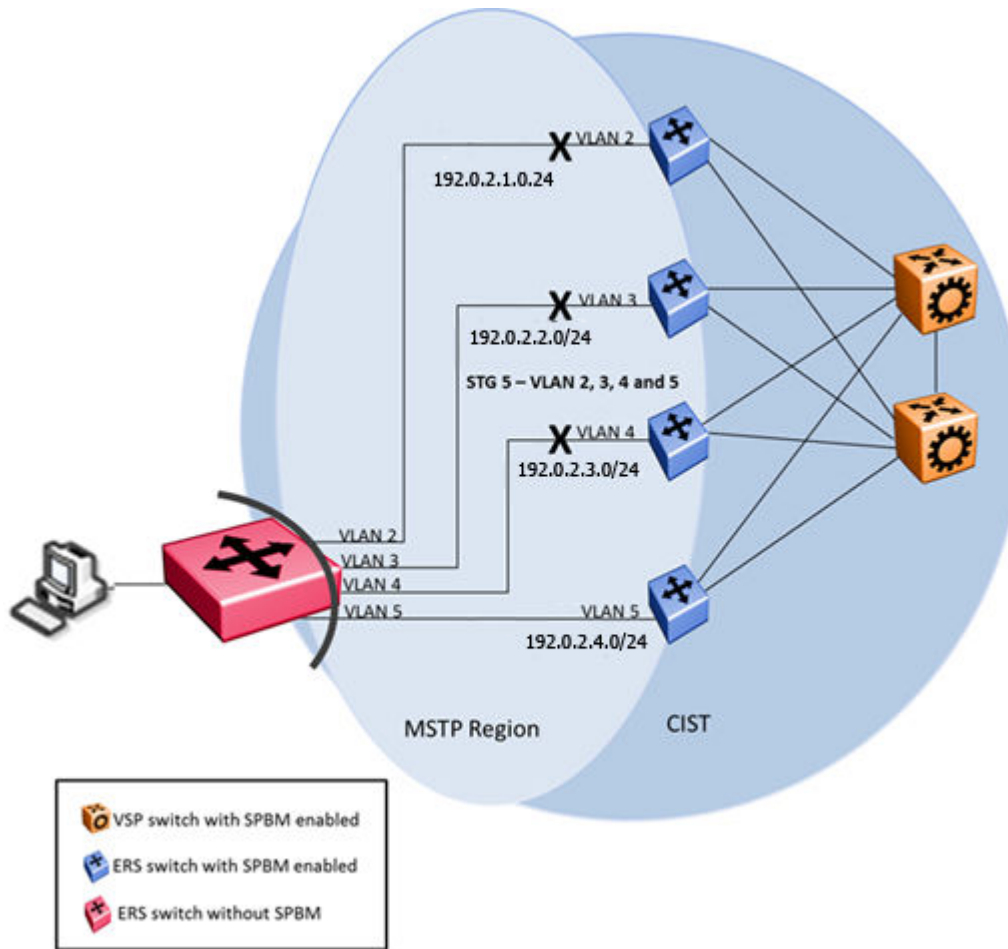 VLAN 2
192.0.2.1.0.24
VLAN 3
192.0.2.2.0/24
STG 5 – VLAN 2, 3, 4 and 5
VLAN 4
192.0.2.3.0/24
VLAN 2
VLAN 3
VLAN 4
VLAN 5
VLAN 5
192.0.2.4.0/24
MSTP Region
CIST
VSP switch with SPBM enabled
ERS switch with SPBM enabled
ERS switch without SPBM